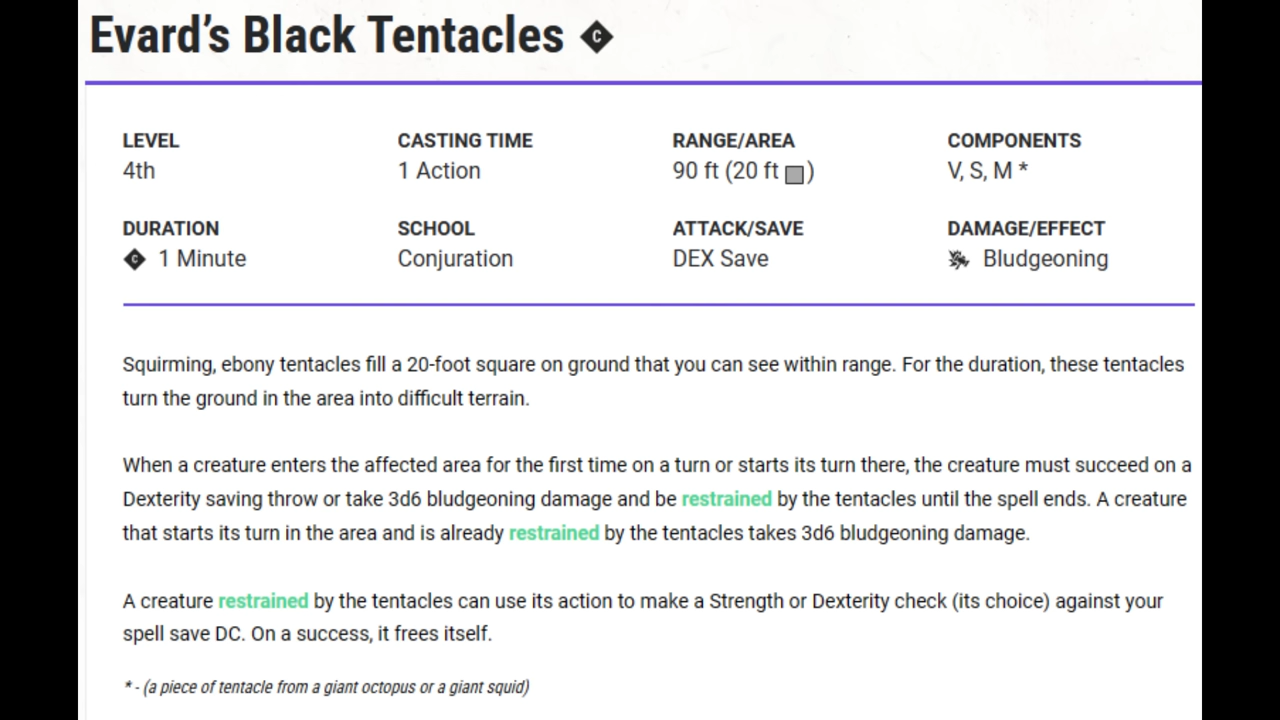 Evard's Black Tentacles C
LEVEL CASTING TIME RANGE/AREA COMPONENTS
4th 1 Action 90 ft (20 ft ) V, S, M *
DURATION SCHOOL ATTACK/SAVE DAMAGE/EFFECT
C 1 Minute Conjuration DEX Save Bludgeoning
Squirming, ebony tentacles fill a 20-foot square on ground that you can see within range. For the duration, these tentacles
turn the ground in the area into difficult terrain.
When a creature enters the affected area for the first time on a turn or starts its turn there, the creature must succeed on a
Dexterity saving throw or take 3d6 bludgeoning damage and be restrained by the tentacles until the spell ends. A creature
that starts its turn in the area and is already restrained by the tentacles takes 3d6 bludgeoning damage.
A creature restrained by the tentacles can use its action to make a Strength or Dexterity check (its choice) against your
spell save DC. On a success, it frees itself.
* - (a piece of tentacle from a giant octopus or a giant squid)